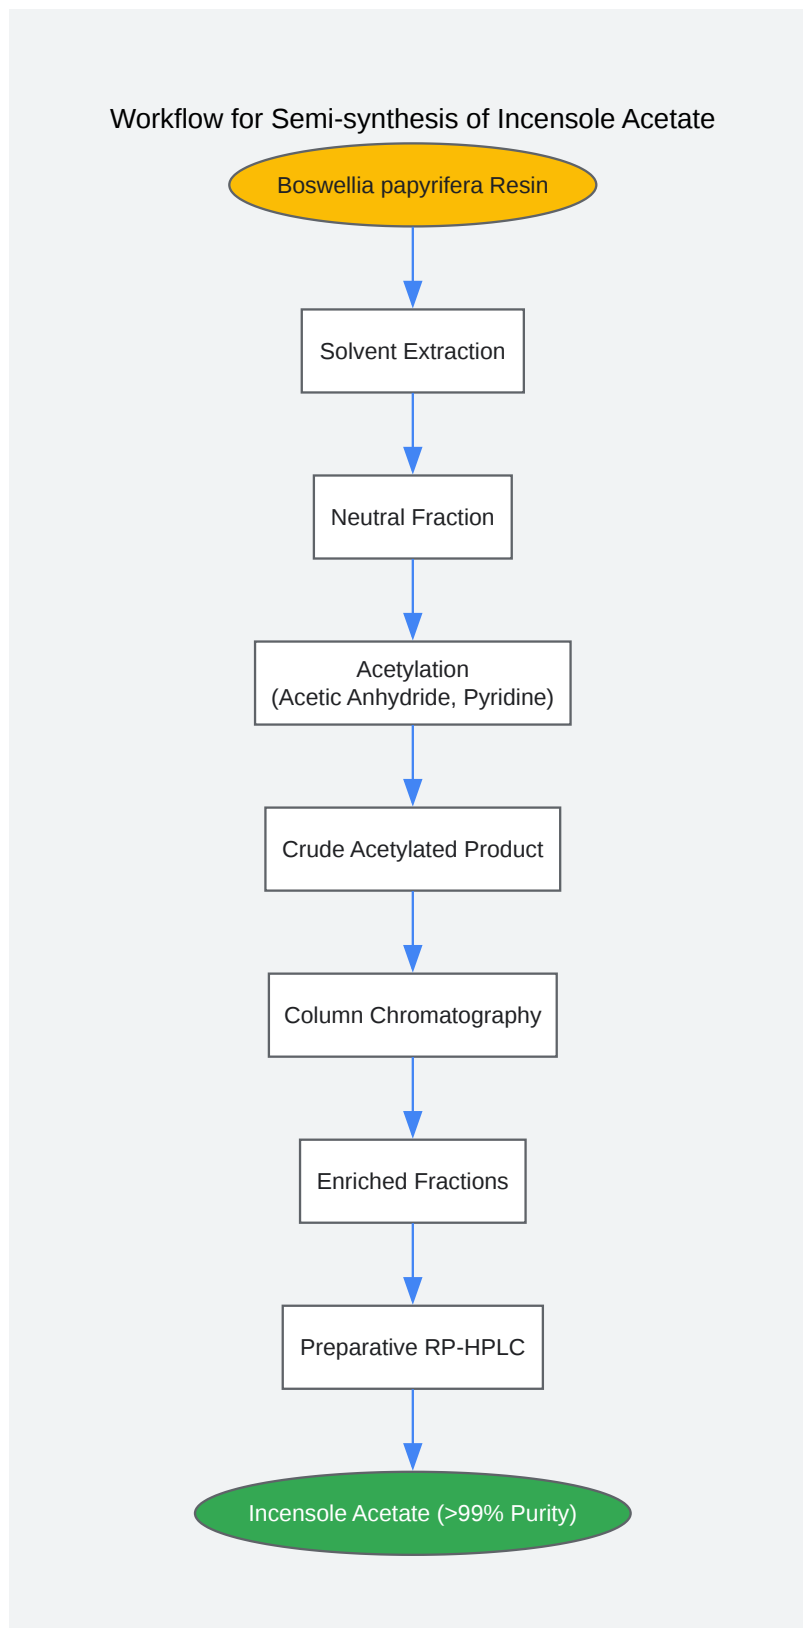 Workflow for Semi-synthesis of Incensole Acetate
Boswellia papyrifera Resin
Solvent Extraction
Neutral Fraction
Acetylation
(Acetic Anhydride, Pyridine)
Crude Acetylated Product
Column Chromatography
Enriched Fractions
Preparative RP-HPLC
Incensole Acetate (>99% Purity)